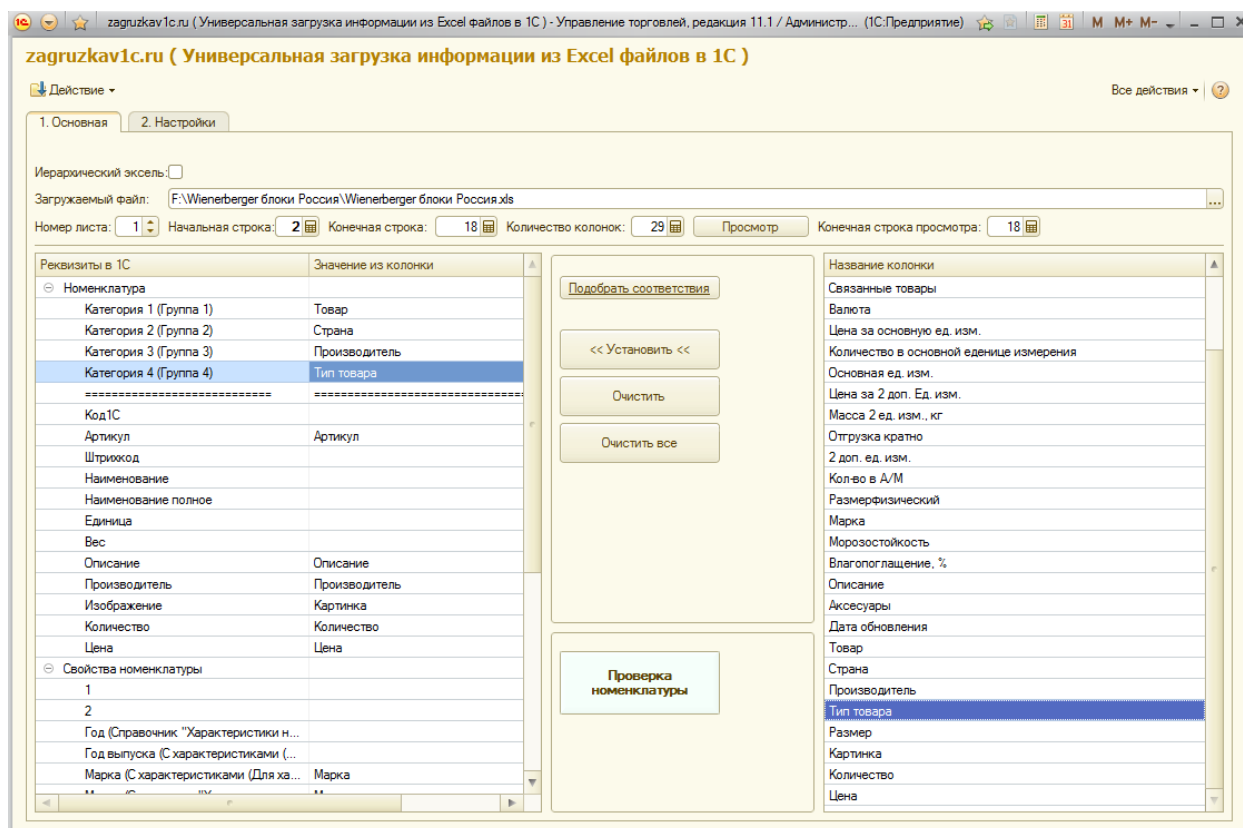 zagruzkav1c.ru ( Универсальная загрузка информации из Excel файлов в 1С ) - Управление торговлей, редакция 11.1 / Администр... (1С:Предприятие) M M+ M-
zagruzkav1c.ru ( Универсальная загрузка информации из Excel файлов в 1С )
Действие Все действия
1. Основная 2. Настройки
Иерархический эксель:
Загружаемый файл: F:\Wienerberger блоки Россия\Wienerberger блоки Россия.xls ...
Номер листа: 1 Начальная строка: 2 Конечная строка: 18 Количество колонок: 29 Просмотр Конечная строка просмотра: 18
Реквизиты в 1С Значение из колонки
Номенклатура
Категория 1 (Группа 1) Товар
Категория 2 (Группа 2) Страна
Категория 3 (Группа 3) Производитель
Категория 4 (Группа 4) Тип товара
============================ ================================
Код1С
Артикул Артикул
Штрихкод
Наименование
Наименование полное
Единица
Вес
Описание Описание
Производитель Производитель
Изображение Картинка
Количество Количество
Цена Цена
Свойства номенклатуры
1
2
Год (Справочник "Характеристики н...
Год выпуска (С характеристиками (...
Марка (С характеристиками (Для ха... Марка
Подобрать соответствия
<< Установить <<
Очистить
Очистить все
Проверка
номенклатуры
Название колонки
Связанные товары
Валюта
Цена за основную ед. изм.
Количество в основной еденице измерения
Основная ед. изм.
Цена за 2 доп. Ед. изм.
Масса 2 ед. изм., кг
Отгрузка кратно
2 доп. ед. изм.
Кол-во в А/М
Размерфизический
Марка
Морозостойкость
Влагопоглащение, %
Описание
Аксесуары
Дата обновления
Товар
Страна
Производитель
Тип товара
Размер
Картинка
Количество
Цена